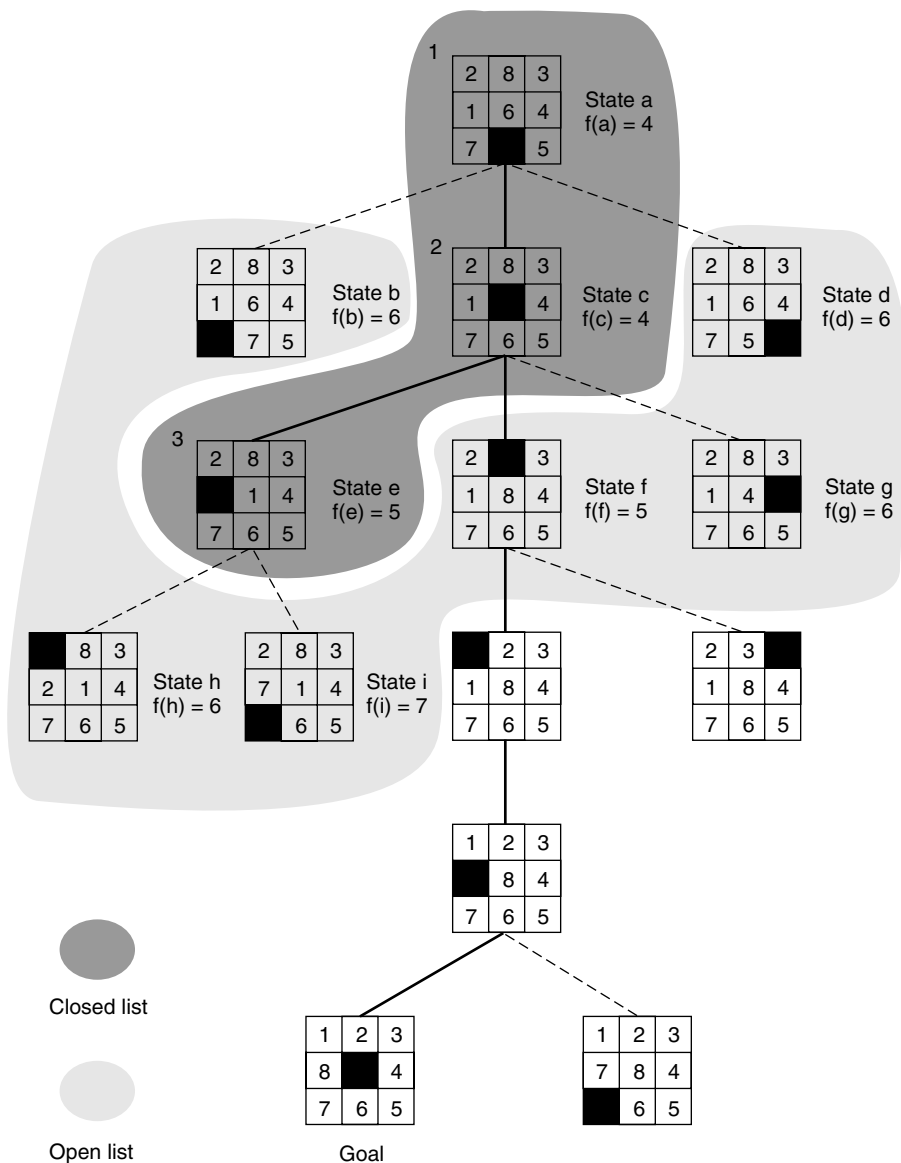 1
2 8 3
1 6 4
7 5
State a
f(a) = 4
2 8 3
1 6 4
7 5
State b
f(b) = 6
2
2 8 3
1 4
7 6 5
State c
f(c) = 4
2 8 3
1 6 4
7 5
State d
f(d) = 6
3
2 8 3
1 4
7 6 5
State e
f(e) = 5
2 3
1 8 4
7 6 5
State f
f(f) = 5
2 8 3
1 4
7 6 5
State g
f(g) = 6
8 3
2 1 4
7 6 5
State h
f(h) = 6
2 8 3
7 1 4
6 5
State i
f(i) = 7
2 3
1 8 4
7 6 5
2 3
1 8 4
7 6 5
1 2 3
8 4
7 6 5
Closed list
1 2 3
8 4
7 6 5
Goal
1 2 3
7 8 4
6 5
Open list